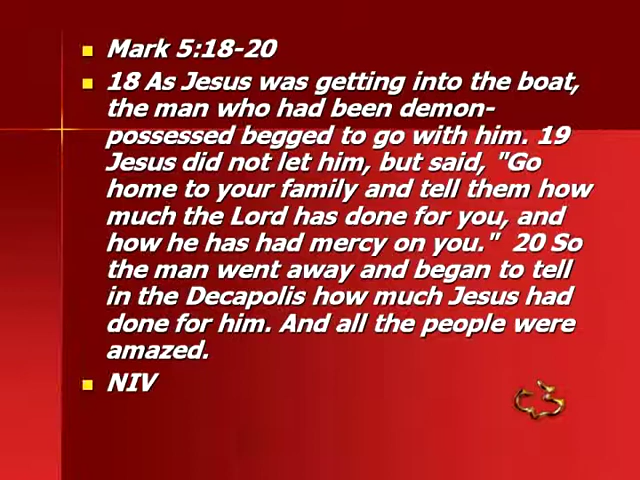 Mark 5:18-20
18 As Jesus was getting into the boat,
the man who had been demon-
possessed begged to go with him. 19
Jesus did not let him, but said, "Go
home to your family and tell them how
much the Lord has done for you, and
how he has had mercy on you."  20 So
the man went away and began to tell
in the Decapolis how much Jesus had
done for him. And all the people were
amazed.
NIV